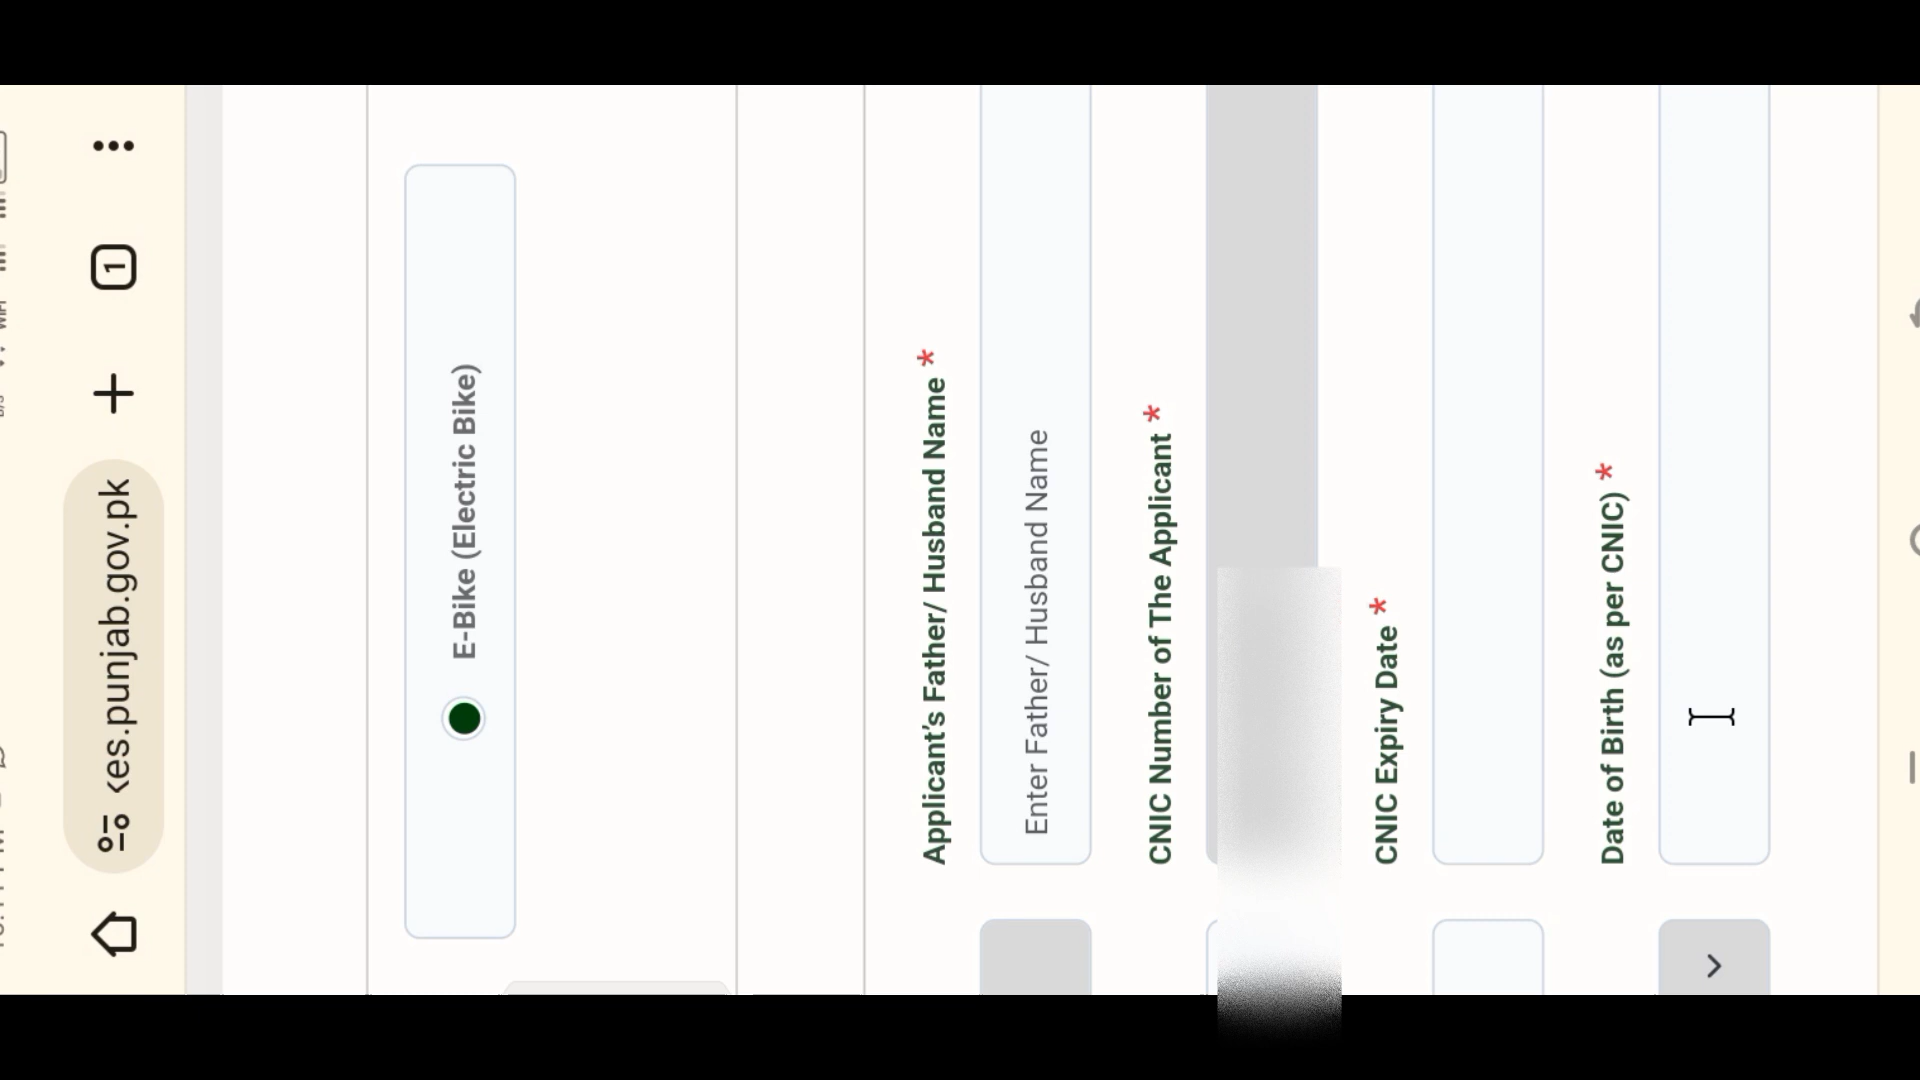 1
‹es.punjab.gov.pk
E-Bike (Electric Bike)
Applicant's Father/ Husband Name *
Enter Father/ Husband Name
CNIC Number of The Applicant *
CNIC Expiry Date *
Date of Birth (as per CNIC) *